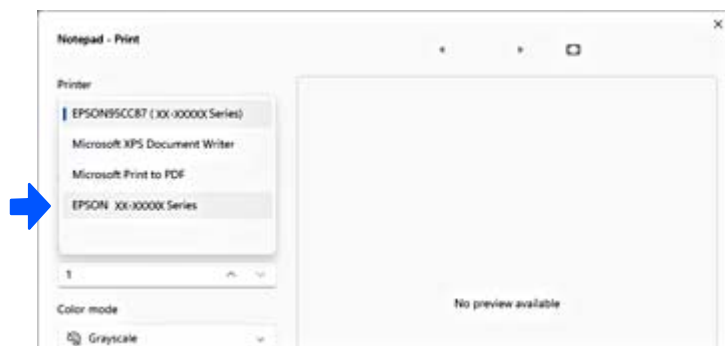 Notepad - Print
Printer
EPSON95CC87 ( XX-XXXXX Series)
Microsoft XPS Document Writer
Microsoft Print to PDF
EPSON XX-XXXXX Series
1
Color mode
Grayscale
No preview available